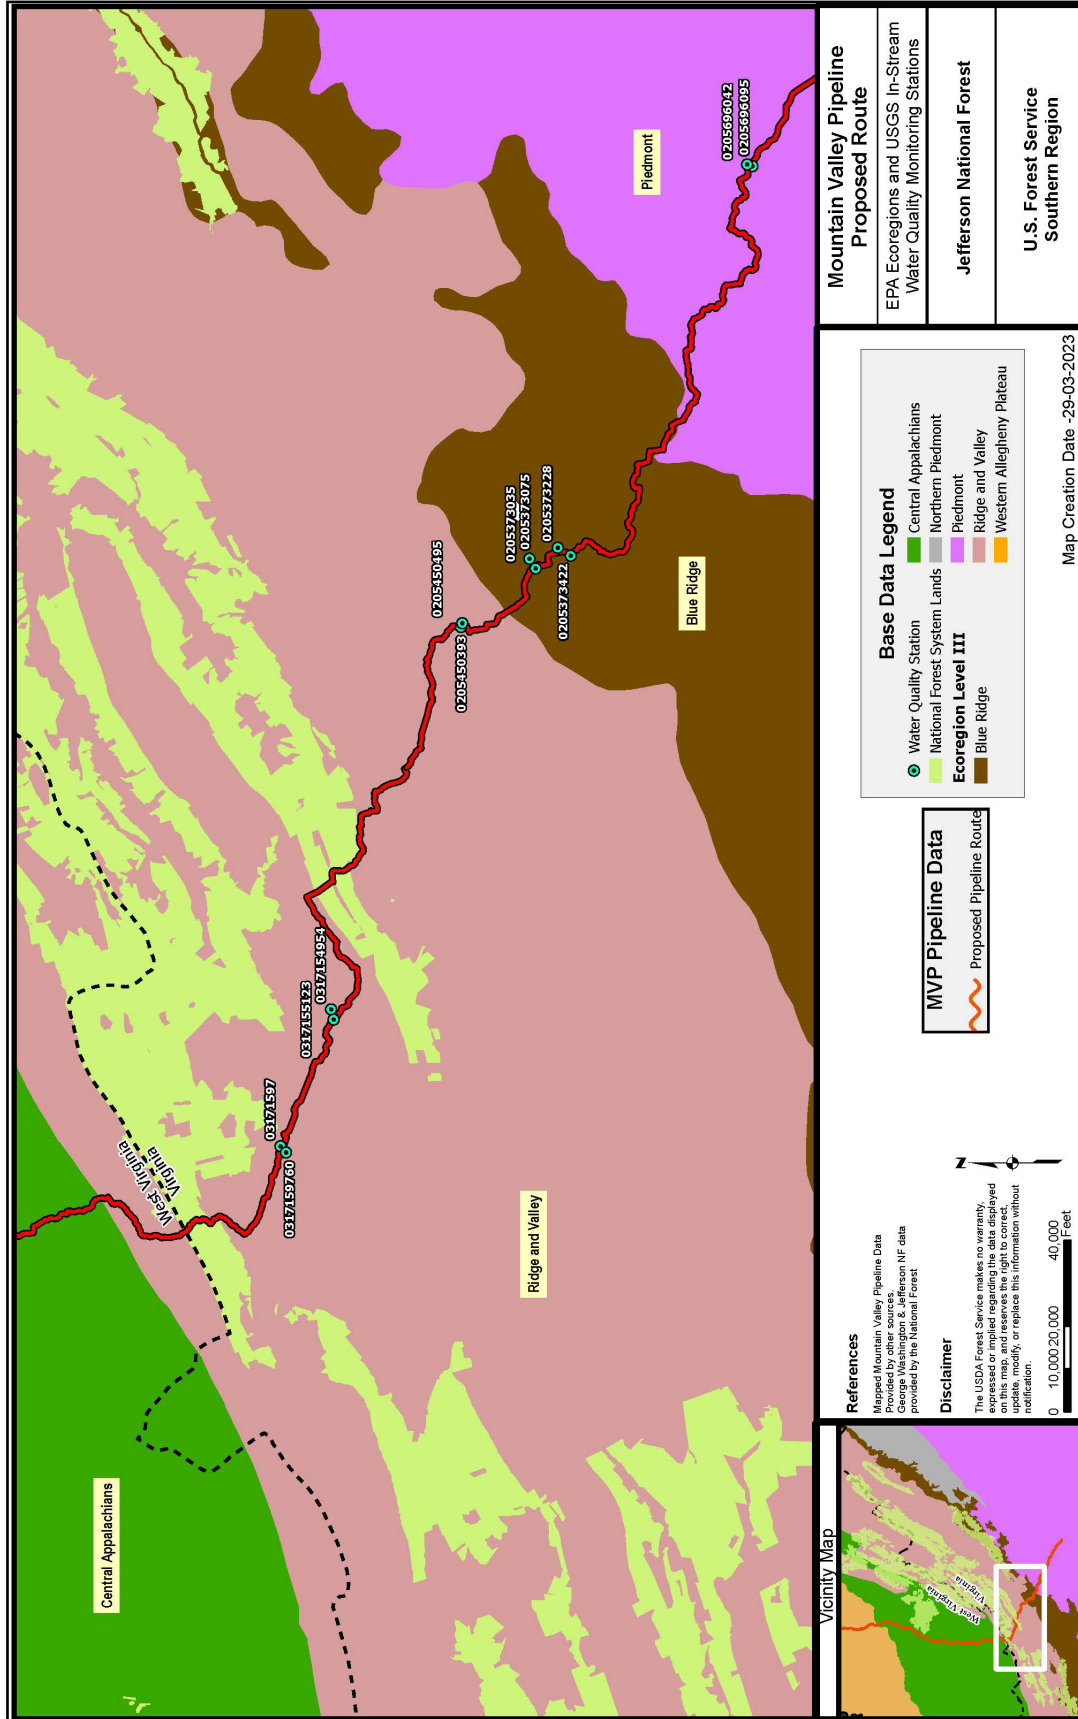 Central Appalachians
West Virginia
Virginia
Ridge and Valley
Blue Ridge
Piedmont
0317159760
03171597
0317155123
0317154954
0205450393
0205450495
0205373035
0205373075
0205373228
0205373422
0205696042
0205696095
Vicinity Map
West Virginia
Virginia
References
Mapped Mountain Valley Pipeline Data
Provided by other sources.
George Washington & Jefferson NF data
provided by the National Forest
Disclaimer
The USDA Forest Service makes no warranty,
expressed or implied regarding the data displayed
on this map, and reserves the right to correct,
update, modify, or replace this information without
notification.
0 10,000 20,000 40,000
Feet
N
MVP Pipeline Data
Proposed Pipeline Route
Base Data Legend
Water Quality Station
National Forest System Lands
Ecoregion Level III
Blue Ridge
Central Appalachians
Northern Piedmont
Piedmont
Ridge and Valley
Western Allegheny Plateau
Map Creation Date -29-03-2023
Mountain Valley Pipeline
Proposed Route
EPA Ecoregions and USGS In-Stream
Water Quality Monitoring Stations
Jefferson National Forest
U.S. Forest Service
Southern Region